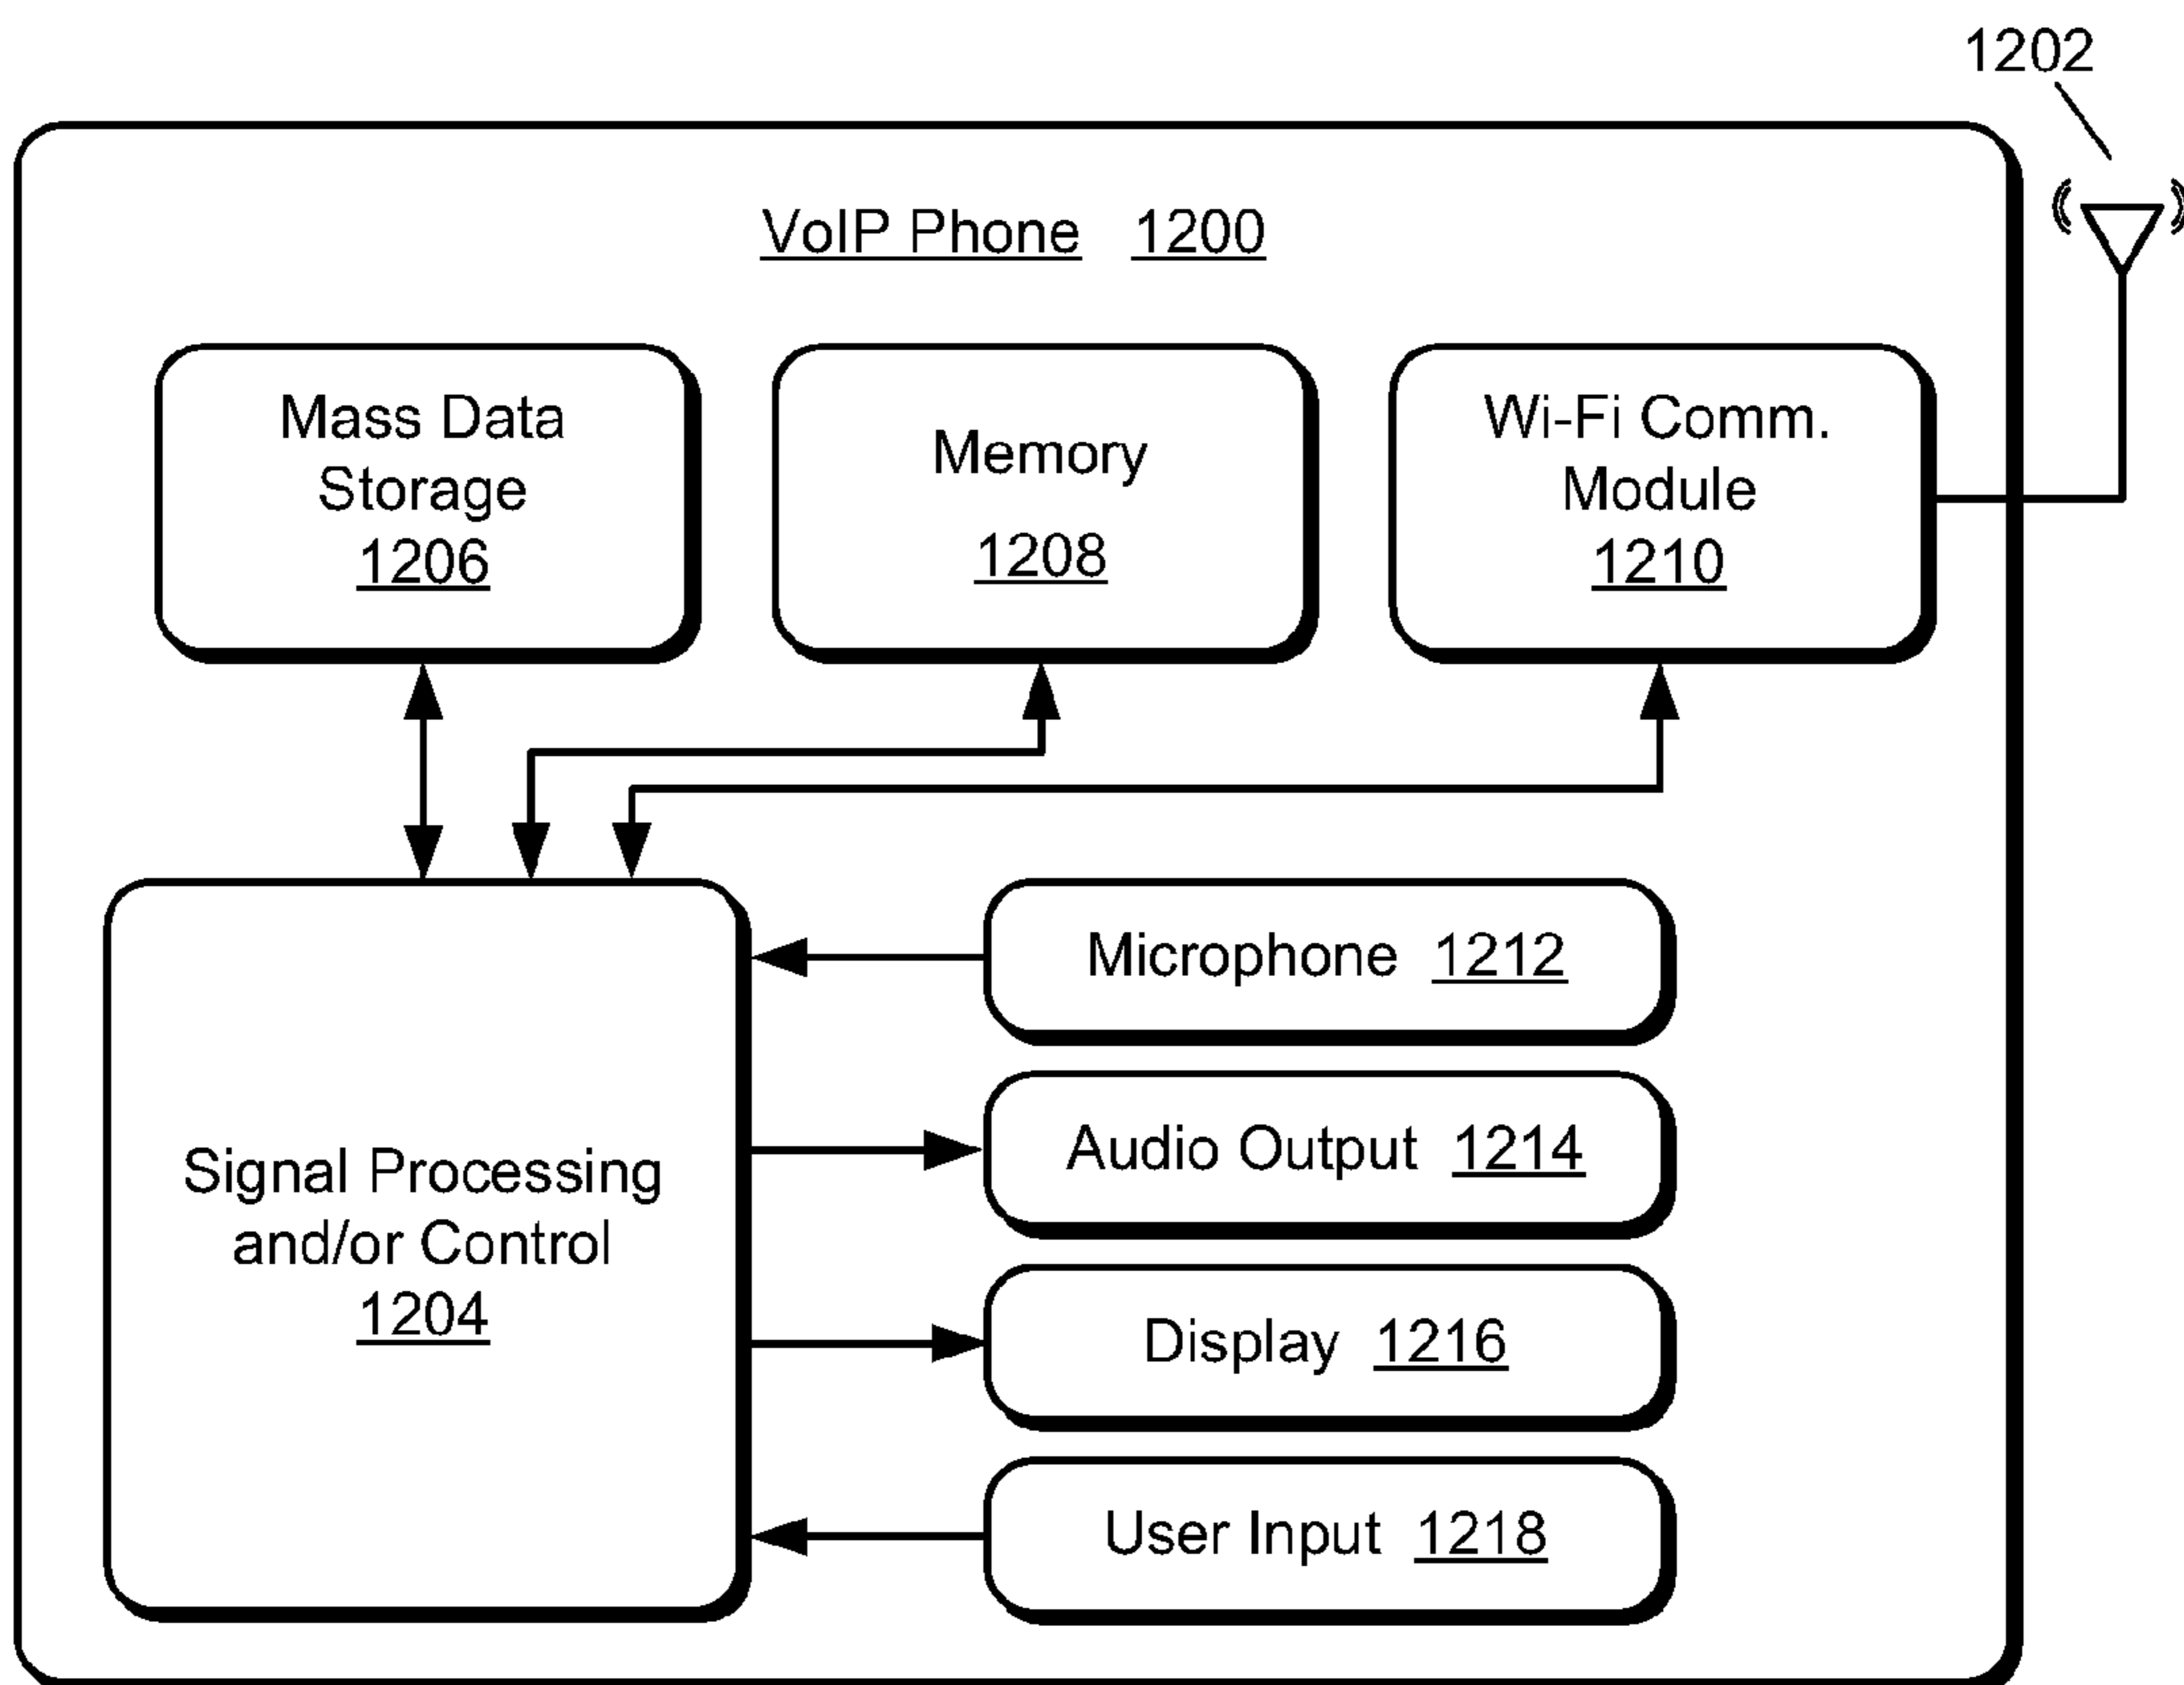 1202
VoIP Phone 1200
Mass Data
Storage
1206
Memory
1208
Wi-Fi Comm.
Module
1210
Signal Processing
and/or Control
1204
Microphone 1212
Audio Output 1214
Display 1216
User Input 1218